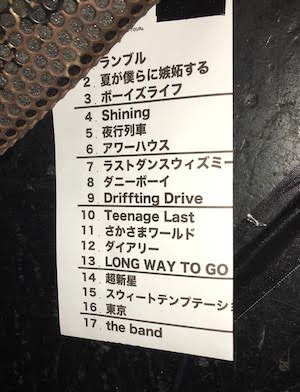 ランブル
2 夏が僕らに嫉妬する
3 ボーイズライフ
4 Shining
5 夜行列車
6 アワーハウス
7 ラストダンスウィズミー
8 ダニーボーイ
9 Driffting Drive
10 Teenage Last
11 さかさまワールド
12 ダイアリー
13 LONG WAY TO GO
14 超新星
15 スウィートテンプテーシ
16 東京
17 the band